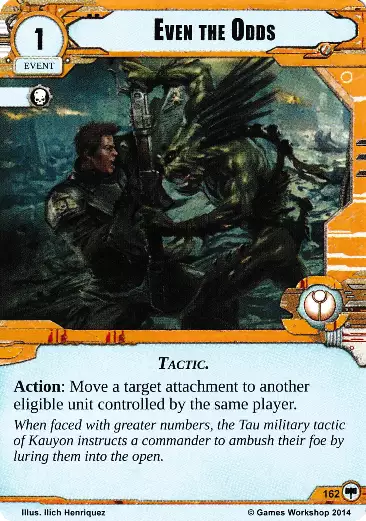 1
EVENT
EVEN THE ODDS
TACTIC.
Action: Move a target attachment to another
eligible unit controlled by the same player.
When faced with greater numbers, the Tau military tactic
of Kauyon instructs a commander to ambush their foe by
luring them into the open.
162
Illus. Ilich Henriquez
© Games Workshop 2014